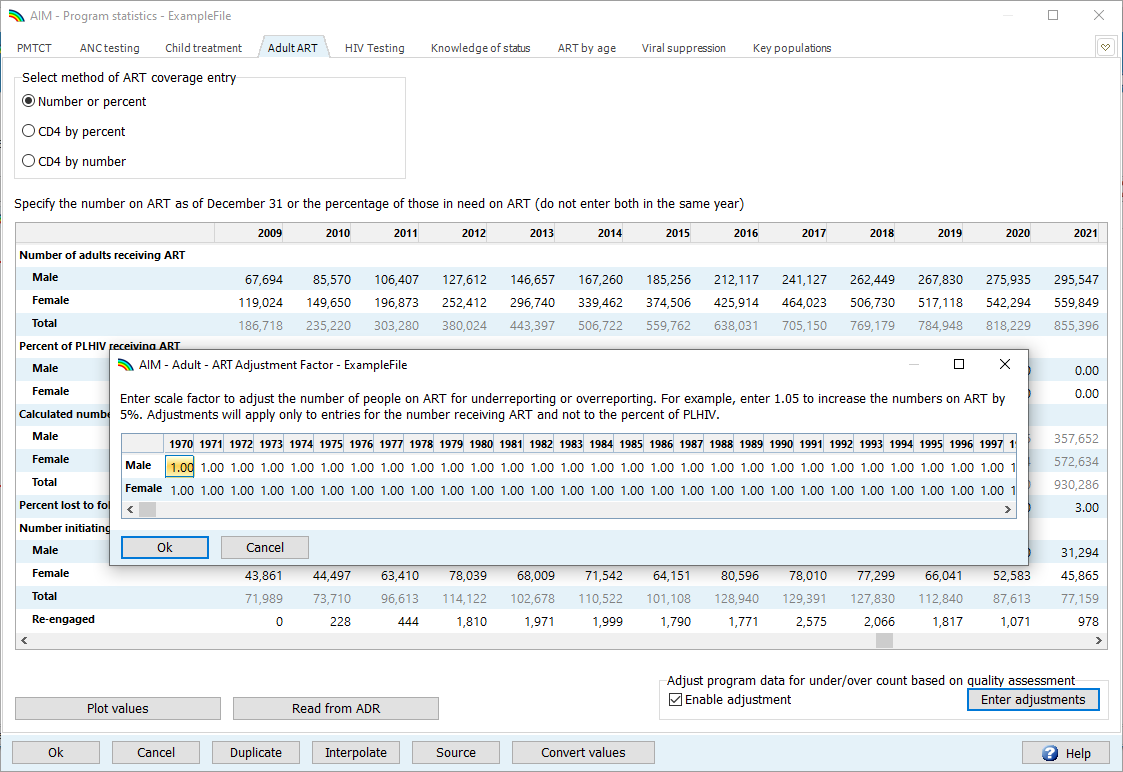 AIM - Program statistics - ExampleFile
PMTCT ANC testing Child treatment Adult ART HIV Testing Knowledge of status ART by age Viral suppression Key populations
Select method of ART coverage entry
Number or percent
CD4 by percent
CD4 by number
Specify the number on ART as of December 31 or the percentage of those in need on ART (do not enter both in the same year)
2009 2010 2011 2012 2013 2014 2015 2016 2017 2018 2019 2020 2021
Number of adults receiving ART
Male 67,694 85,570 106,407 127,612 146,657 167,260 185,256 212,117 241,127 262,449 267,830 275,935 295,547
Female 119,024 149,650 196,873 252,412 296,740 339,462 374,506 425,914 464,023 506,730 517,118 542,294 559,849
Total 186,718 235,220 303,280 380,024 443,397 506,722 559,762 638,031 705,150 769,179 784,948 818,229 855,396
Percent of PLHIV receiving ART
Male 0.00
Female 0.00
Calculated numbe
Male 357,652
Female 572,634
Total 930,286
Percent lost to fol 3.00
Number initiating
Male 31,294
Female 43,861 44,497 63,410 78,039 68,009 71,542 64,151 80,596 78,010 77,299 66,041 52,583 45,865
Total 71,989 73,710 96,613 114,122 102,678 110,522 101,108 128,940 129,391 127,830 112,840 87,613 77,159
Re-engaged 0 228 444 1,810 1,971 1,999 1,790 1,771 2,575 2,066 1,817 1,071 978
AIM - Adult - ART Adjustment Factor - ExampleFile
Enter scale factor to adjust the number of people on ART for underreporting or overreporting. For example, enter 1.05 to increase the numbers on ART by
5%. Adjustments will apply only to entries for the number receiving ART and not to the percent of PLHIV.
1970 1971 1972 1973 1974 1975 1976 1977 1978 1979 1980 1981 1982 1983 1984 1985 1986 1987 1988 1989 1990 1991 1992 1993 1994 1995 1996 1997
Male 1.00 1.00 1.00 1.00 1.00 1.00 1.00 1.00 1.00 1.00 1.00 1.00 1.00 1.00 1.00 1.00 1.00 1.00 1.00 1.00 1.00 1.00 1.00 1.00 1.00 1.00 1.00 1.00
Female 1.00 1.00 1.00 1.00 1.00 1.00 1.00 1.00 1.00 1.00 1.00 1.00 1.00 1.00 1.00 1.00 1.00 1.00 1.00 1.00 1.00 1.00 1.00 1.00 1.00 1.00 1.00 1.00
Ok Cancel
Adjust program data for under/over count based on quality assessment
Enable adjustment Enter adjustments
Plot values Read from ADR
Ok Cancel Duplicate Interpolate Source Convert values Help